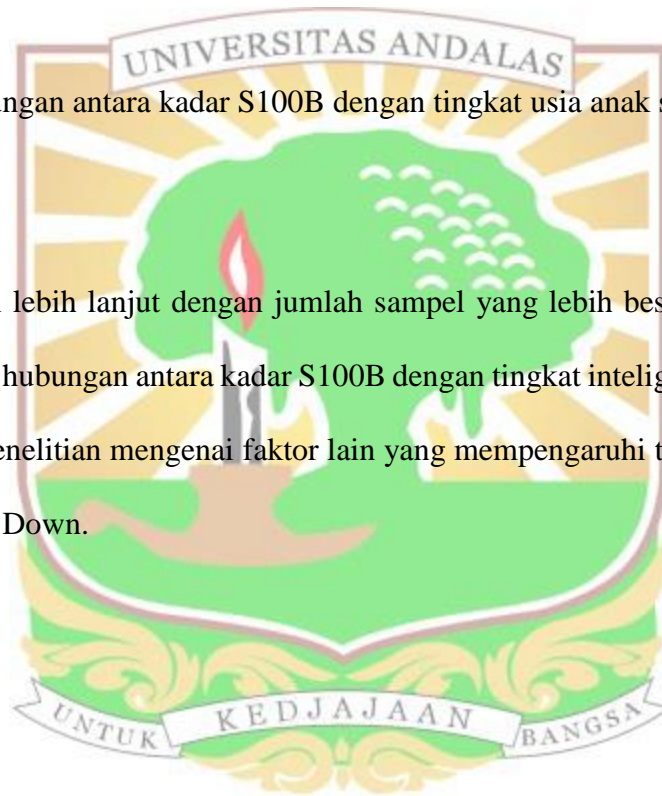 UNIVERSITAS ANDALAS
ungan antara kadar S100B dengan tingkat usia anak s
lebih lanjut dengan jumlah sampel yang lebih bes
hubungan antara kadar S100B dengan tingkat intelig
enelitian mengenai faktor lain yang mempengaruhi t
Down.
UNTUK KEDJAJAAN BANGSA